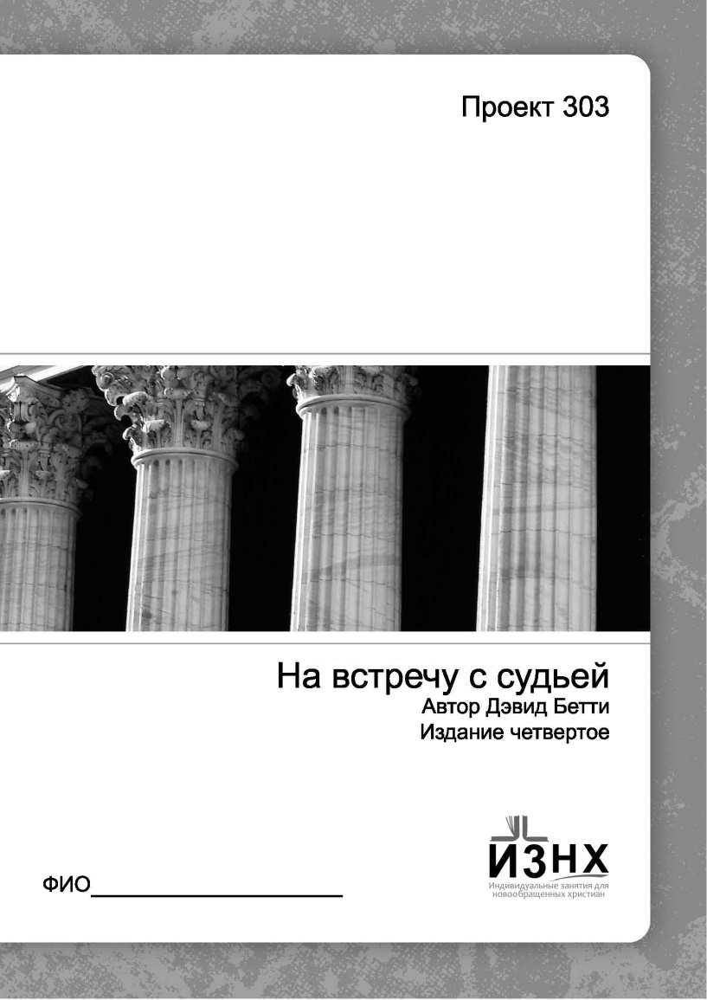 Проект 303
На встречу с судьей
Автор Дэвид Бетти
Издание четвертое
ФИО
ИЗНХ
Индивидуальные занятия для
новообращенных христиан